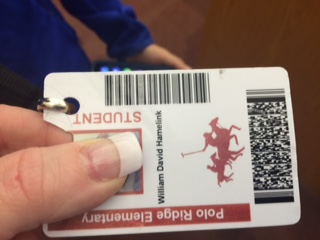 Polo Ridge Elementary
William David Hamelink
STUDENT